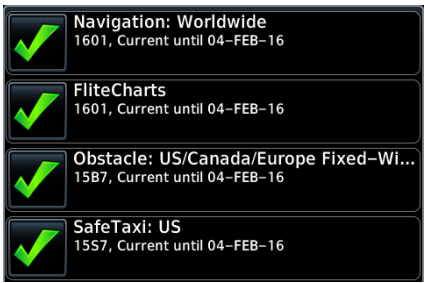 Navigation: Worldwide
1601, Current until 04-FEB-16
FliteCharts
1601, Current until 04-FEB-16
Obstacle: US/Canada/Europe Fixed-Wi...
15B7, Current until 04-FEB-16
SafeTaxi: US
15S7, Current until 04-FEB-16